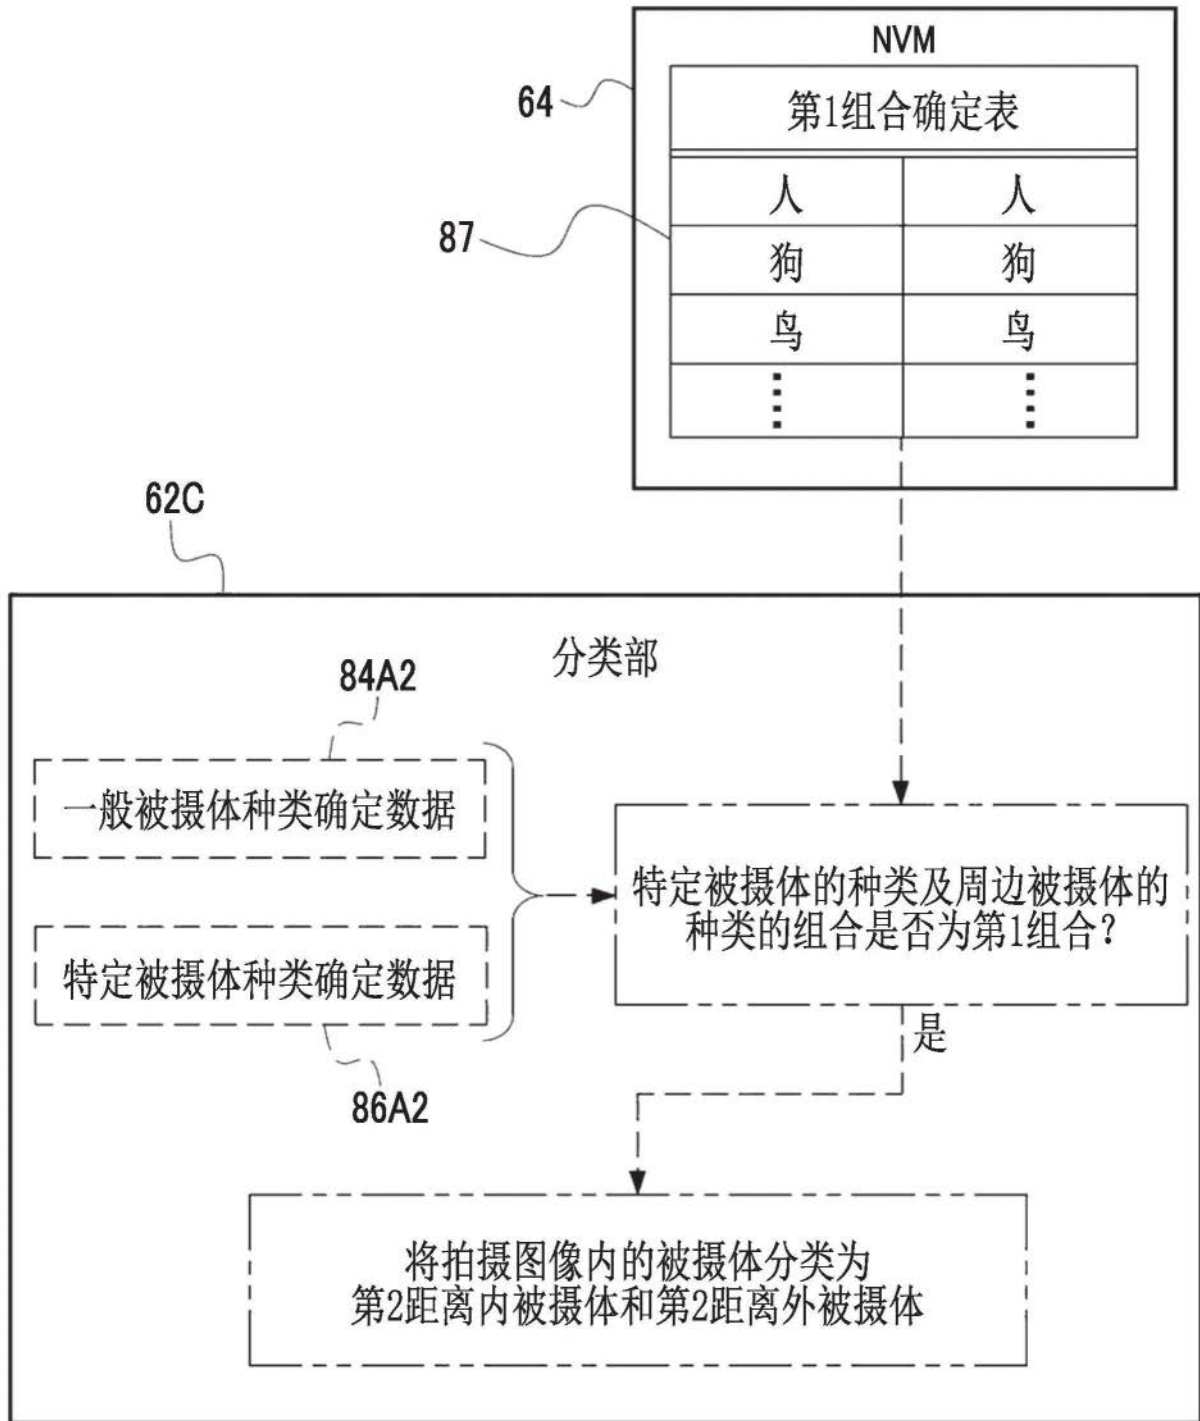 NVM
64
第1组合确定表
人 人
87
狗 狗
鸟 鸟
62C
分类部
84A2
一般被摄体种类确定数据
特定被摄体的种类及周边被摄体的
种类的组合是否为第1组合?
特定被摄体种类确定数据
是
86A2
将拍摄图像内的被摄体分类为
第2距离内被摄体和第2距离外被摄体